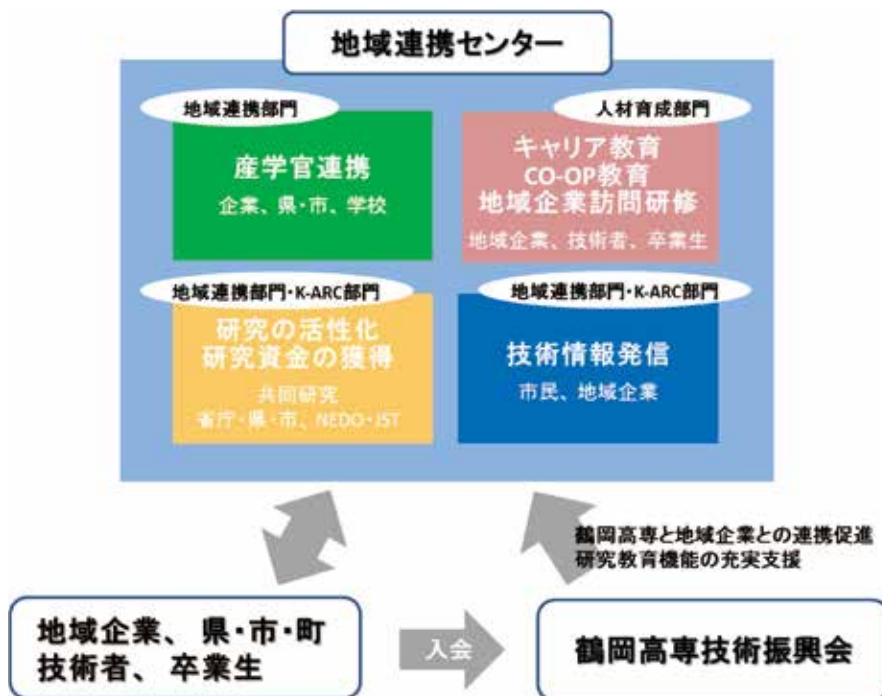 地域連携センター
地域連携部門
産学官連携
企業、県・市、学校
人材育成部門
キャリア教育
CO-OP教育
地域企業訪問研修
地域企業、技術者、卒業生
地域連携部門・K-ARC部門
研究の活性化
研究資金の獲得
共同研究
省庁・県・市、NEDO・JST
地域連携部門・K-ARC部門
技術情報発信
市民、地域企業
鶴岡高専と地域企業との連携促進
研究教育機能の充実支援
地域企業、県・市・町
技術者、卒業生
入会
鶴岡高専技術振興会